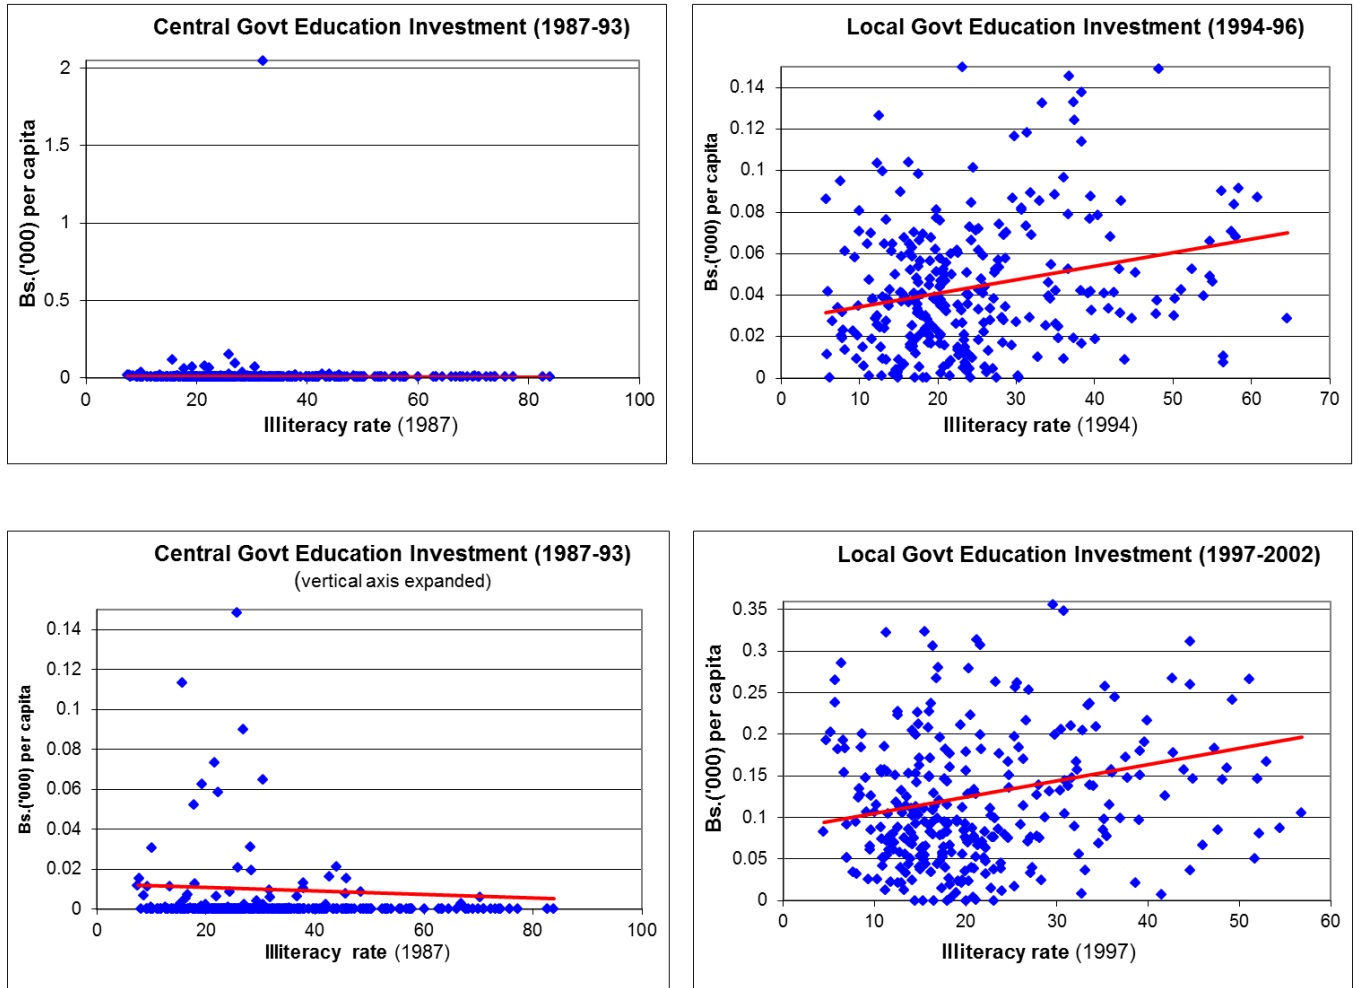 Central Govt Education Investment (1987-93)
2
1.5
1
0.5
0
0 20 40 60 80 100
Bs.('000) per capita
Illiteracy rate (1987)
Local Govt Education Investment (1994-96)
0.14
0.12
0.1
0.08
0.06
0.04
0.02
0
0 10 20 30 40 50 60 70
Bs.('000) per capita
Illiteracy rate (1994)
Central Govt Education Investment (1987-93)
(vertical axis expanded)
0.14
0.12
0.1
0.08
0.06
0.04
0.02
0
0 20 40 60 80 100
Bs.('000) per capita
Illiteracy rate (1987)
Local Govt Education Investment (1997-2002)
0.35
0.3
0.25
0.2
0.15
0.1
0.05
0
0 10 20 30 40 50 60
Bs.('000) per capita
Illiteracy rate (1997)